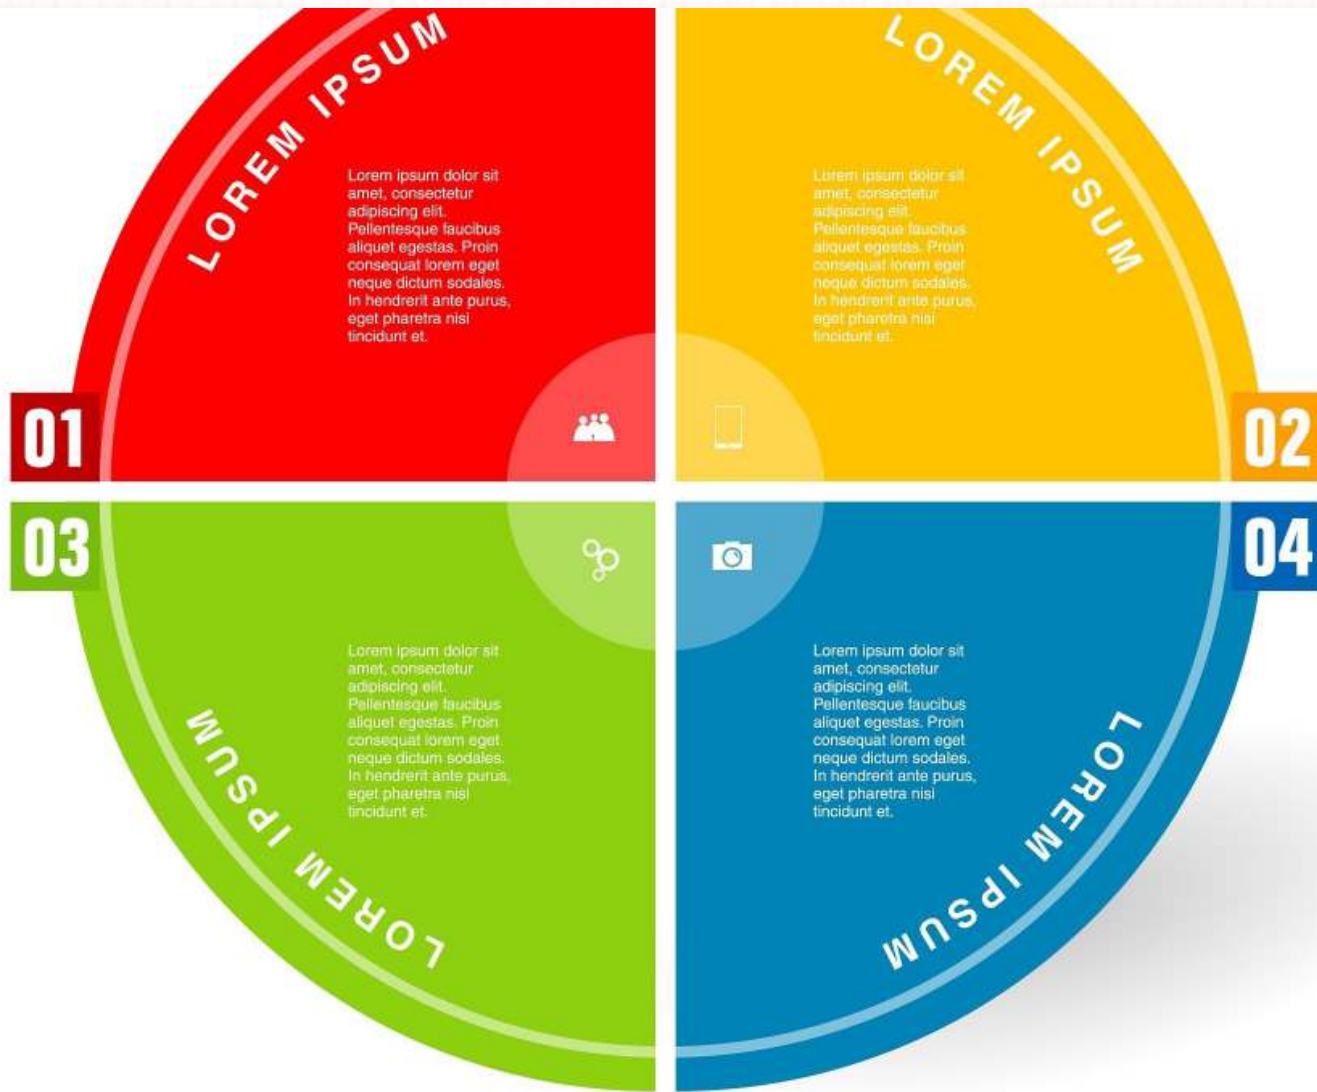 LOREM IPSUM
Lorem ipsum dolor sit
amet, consectetur
adipiscing elit.
Pellentesque faucibus
aliquet egestas. Proin
consequat lorem eget
neque dictum sodales.
In hendrerit ante purus,
eget pharetra nisi
tincidunt et.
01
LOREM IPSUM
Lorem ipsum dolor sit
amet, consectetur
adipiscing elit.
Pellentesque faucibus
aliquet egestas. Proin
consequat lorem eget
neque dictum sodales.
In hendrerit ante purus,
eget pharetra nisi
tincidunt et.
02
03
Lorem ipsum dolor sit
amet, consectetur
adipiscing elit.
Pellentesque faucibus
aliquet egestas. Proin
consequat lorem eget
neque dictum sodales.
In hendrerit ante purus,
eget pharetra nisi
tincidunt et.
LOREM IPSUM
04
Lorem ipsum dolor sit
amet, consectetur
adipiscing elit.
Pellentesque faucibus
aliquet egestas. Proin
consequat lorem eget
neque dictum sodales.
In hendrerit ante purus,
eget pharetra nisi
tincidunt et.
LOREM IPSUM